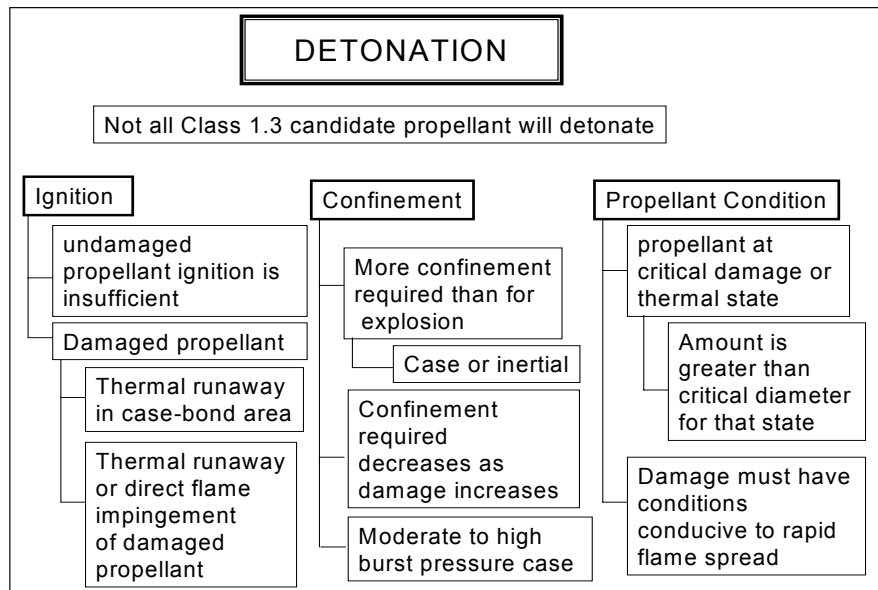 DETONATION
Not all Class 1.3 candidate propellant will detonate
Ignition
undamaged
propellant ignition is
insufficient
Damaged propellant
Thermal runaway
in case-bond area
Thermal runaway
or direct flame
impingement
of damaged
propellant
Confinement
More confinement
required than for
explosion
Case or inertial
Confinement
required
decreases as
damage increases
Moderate to high
burst pressure case
Propellant Condition
propellant at
critical damage or
thermal state
Amount is
greater than
critical diameter
for that state
Damage must have
conditions
conducive to rapid
flame spread